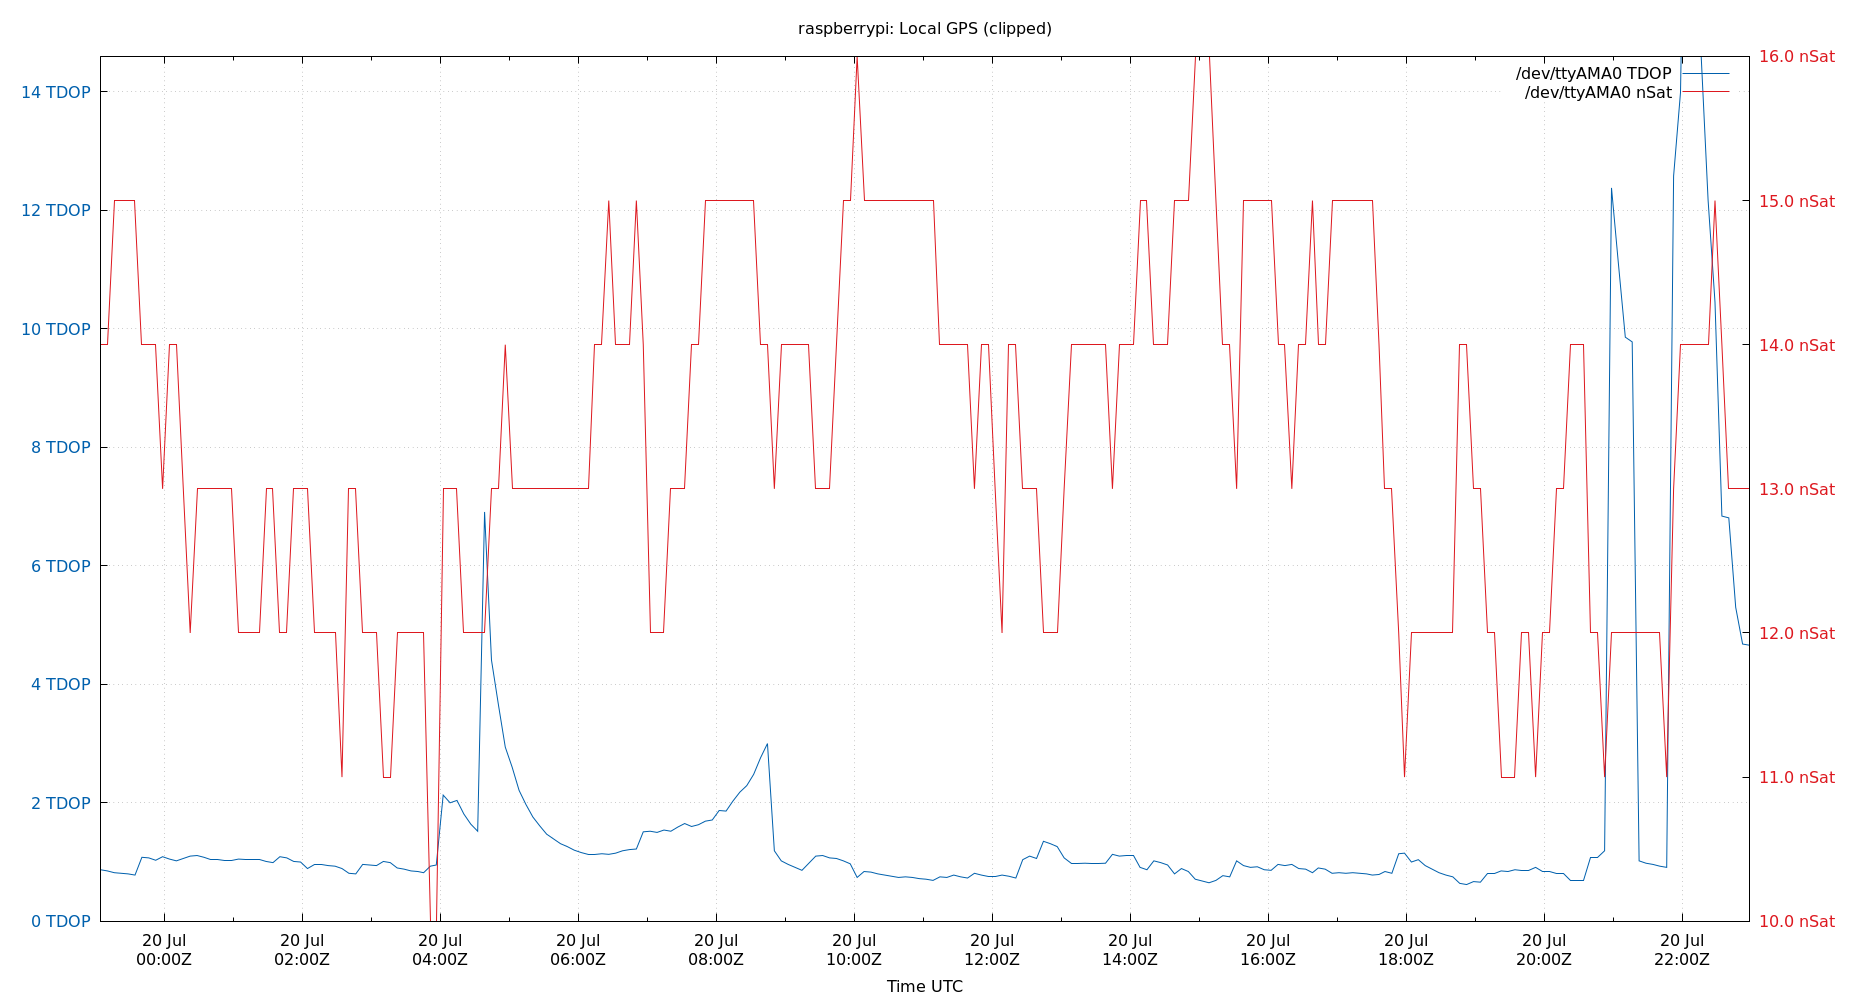 raspberrypi: Local GPS (clipped)
/dev/ttyAMA0 TDOP
/dev/ttyAMA0 nSat
14 TDOP
12 TDOP
10 TDOP
8 TDOP
6 TDOP
4 TDOP
2 TDOP
0 TDOP
16.0 nSat
15.0 nSat
14.0 nSat
13.0 nSat
12.0 nSat
11.0 nSat
10.0 nSat
20 Jul 20 Jul 20 Jul 20 Jul 20 Jul 20 Jul 20 Jul 20 Jul 20 Jul 20 Jul 20 Jul 20 Jul
00:00Z 02:00Z 04:00Z 06:00Z 08:00Z 10:00Z 12:00Z 14:00Z 16:00Z 18:00Z 20:00Z 22:00Z
Time UTC